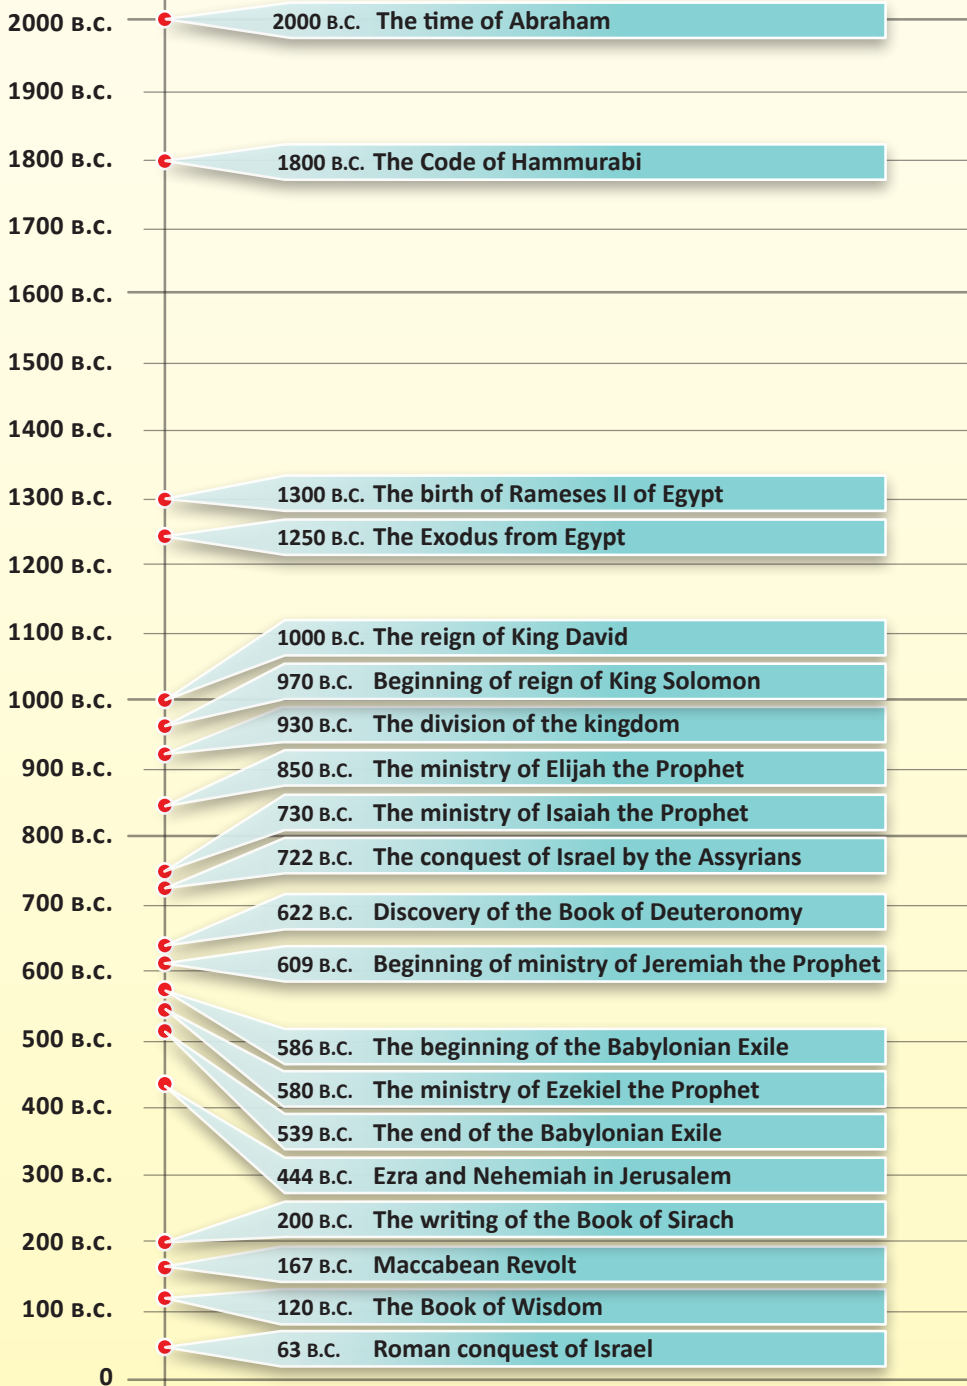 2000 B.C.
2000 B.C. The time of Abraham
1900 B.C.
1800 B.C.
1800 B.C. The Code of Hammurabi
1700 B.C.
1600 B.C.
1500 B.C.
1400 B.C.
1300 B.C.
1300 B.C. The birth of Rameses II of Egypt
1250 B.C. The Exodus from Egypt
1200 B.C.
1100 B.C.
1000 B.C. The reign of King David
970 B.C. Beginning of reign of King Solomon
1000 B.C.
930 B.C. The division of the kingdom
900 B.C.
850 B.C. The ministry of Elijah the Prophet
730 B.C. The ministry of Isaiah the Prophet
800 B.C.
722 B.C. The conquest of Israel by the Assyrians
700 B.C.
622 B.C. Discovery of the Book of Deuteronomy
609 B.C. Beginning of ministry of Jeremiah the Prophet
600 B.C.
500 B.C.
586 B.C. The beginning of the Babylonian Exile
580 B.C. The ministry of Ezekiel the Prophet
400 B.C.
539 B.C. The end of the Babylonian Exile
300 B.C.
444 B.C. Ezra and Nehemiah in Jerusalem
200 B.C. The writing of the Book of Sirach
200 B.C.
167 B.C. Maccabean Revolt
120 B.C. The Book of Wisdom
100 B.C.
63 B.C. Roman conquest of Israel
0